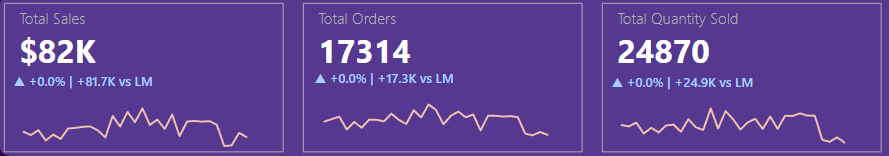 Total Sales
$82K
▲ +0.0% | +81.7K vs LM
Total Orders
17314
▲ +0.0% | +17.3K vs LM
Total Quantity Sold
24870
▲ +0.0% | +24.9K vs LM